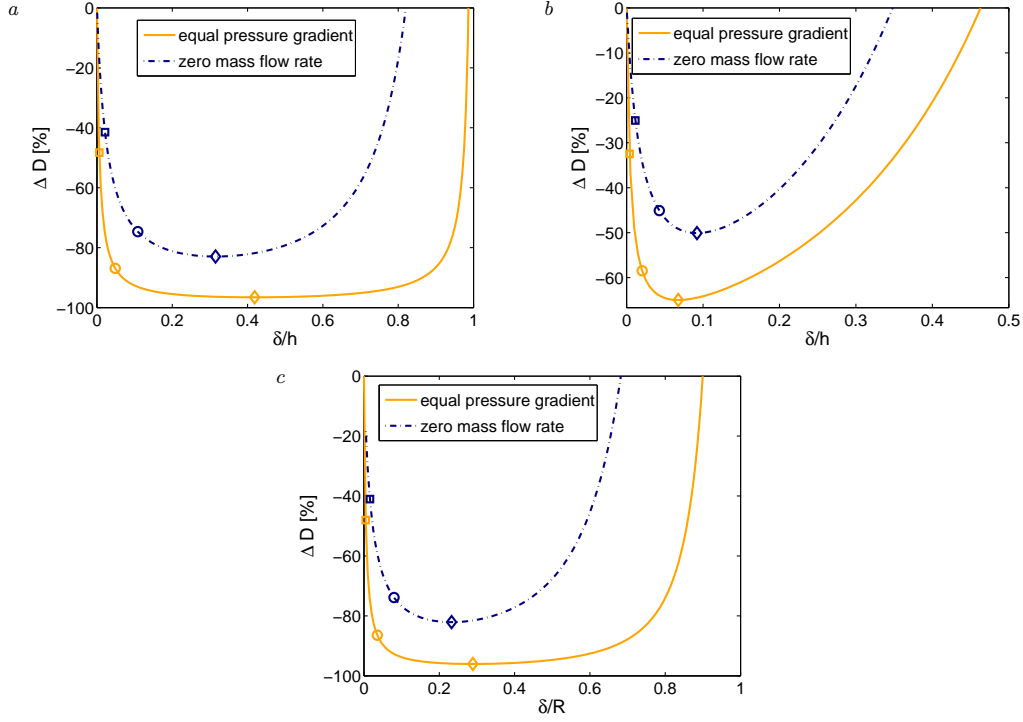 a
equal pressure gradient
zero mass flow rate
Δ D [%]
0
−20
−40
−60
−80
−100
0 0.2 0.4 0.6 0.8 1
δ/h
b
equal pressure gradient
zero mass flow rate
Δ D [%]
0
−10
−20
−30
−40
−50
−60
0 0.1 0.2 0.3 0.4 0.5
δ/h
c
equal pressure gradient
zero mass flow rate
Δ D [%]
0
−20
−40
−60
−80
−100
0 0.2 0.4 0.6 0.8 1
δ/R